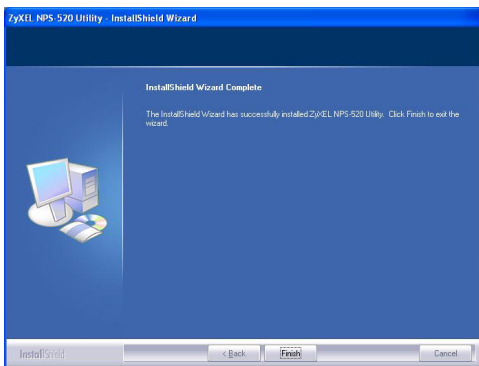 ZyXEL NPS-520 Utility - InstallShield Wizard
InstallShield Wizard Complete
The InstallShield Wizard has successfully installed ZyXEL NPS-520 Utility. Click Finish to exit the
wizard.
InstallShield
< Back
Finish
Cancel